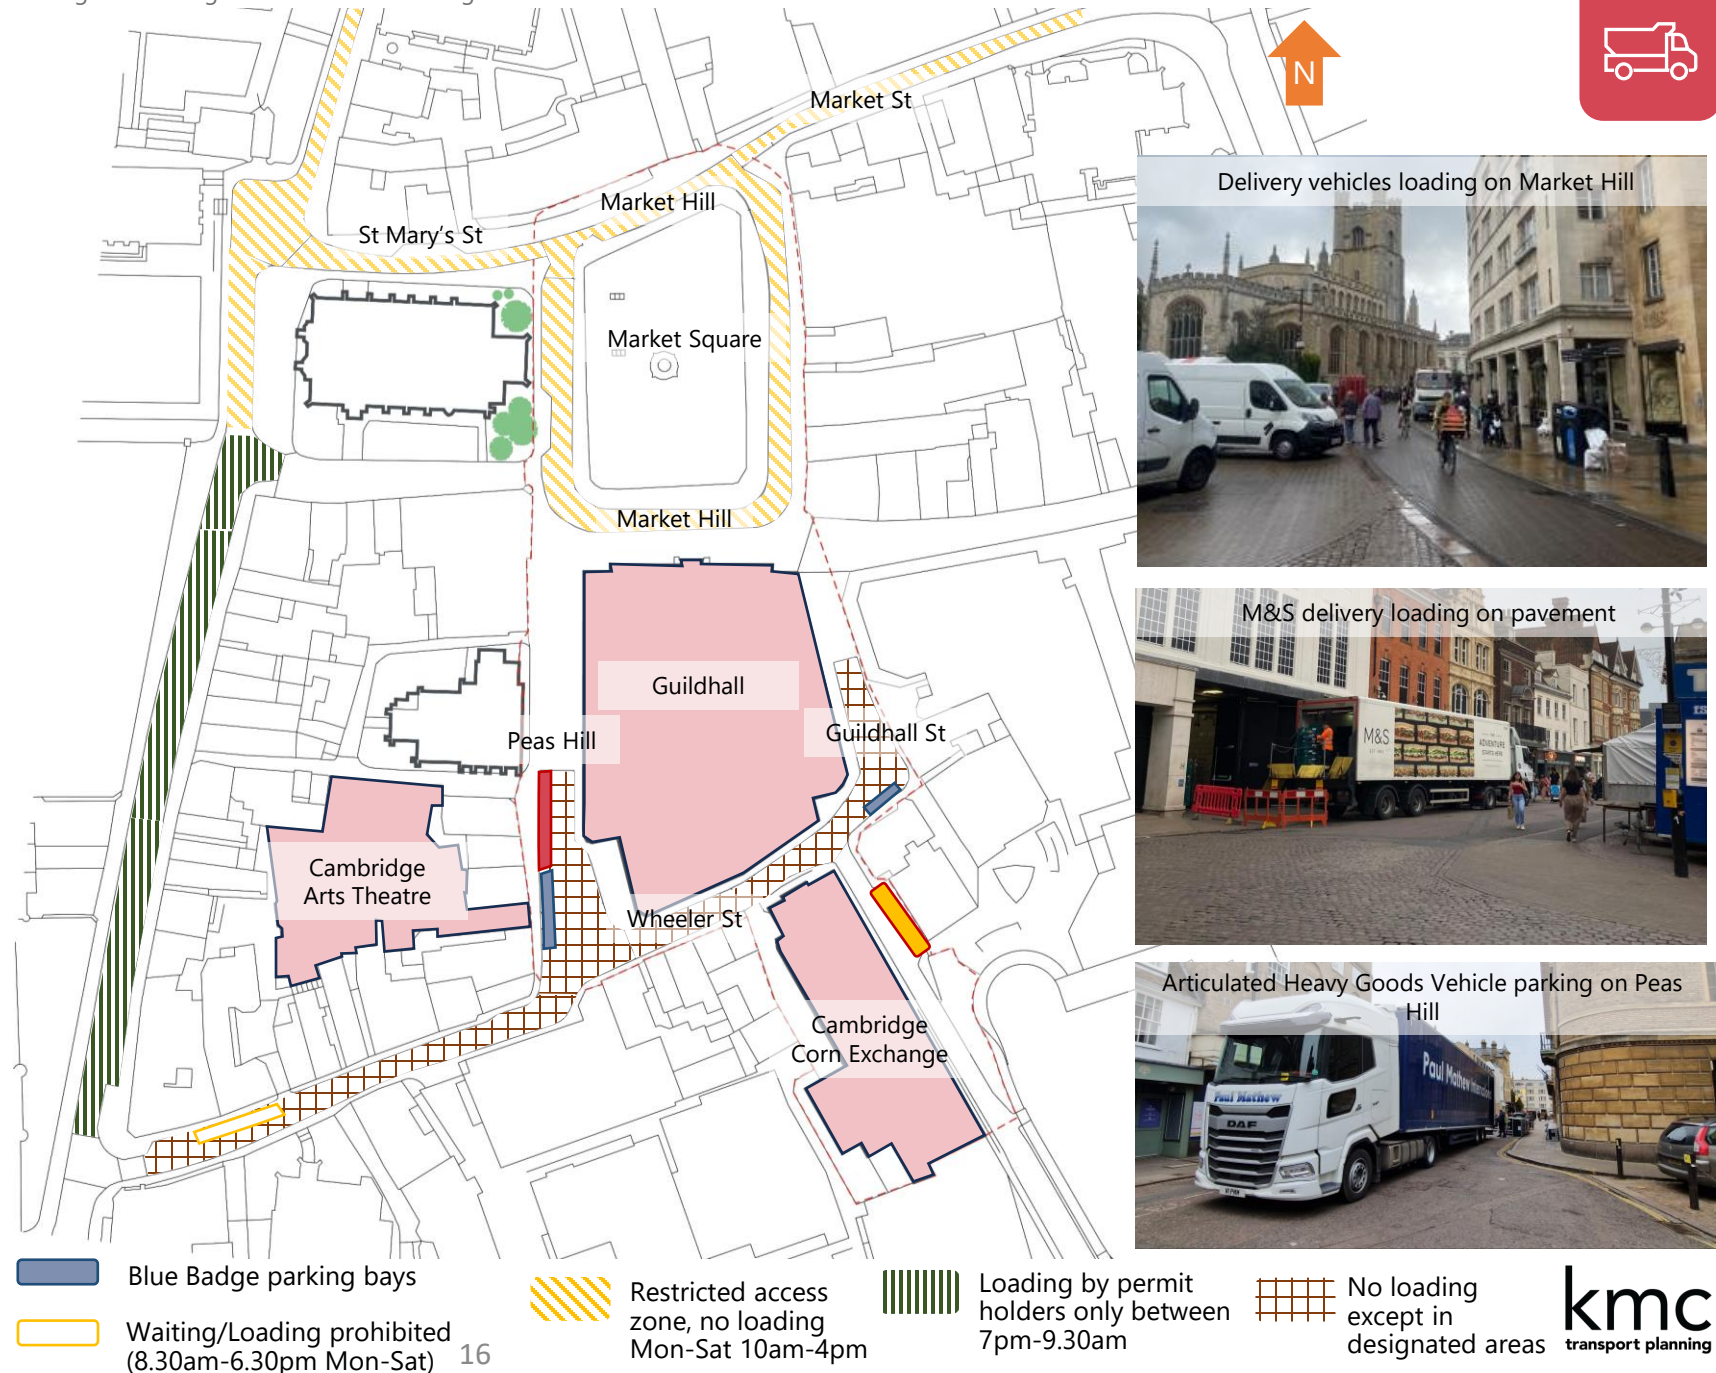 N
Market St
Market Hill
St Mary's St
Market Square
Market Hill
Guildhall
Guildhall St
Peas Hill
Cambridge
Arts Theatre
Wheeler St
Cambridge
Corn Exchange
Delivery vehicles loading on Market Hill
M&S delivery loading on pavement
M&S
ADVENTURE
Articulated Heavy Goods Vehicle parking on Peas
Hill
Paul Mathew
Paul Mathew
DAF
Blue Badge parking bays
Waiting/Loading prohibited
(8.30am-6.30pm Mon-Sat)
16
Restricted access
zone, no loading
Mon-Sat 10am-4pm
Loading by permit
holders only between
7pm-9.30am
No loading
except in
designated areas
kmc
transport planning